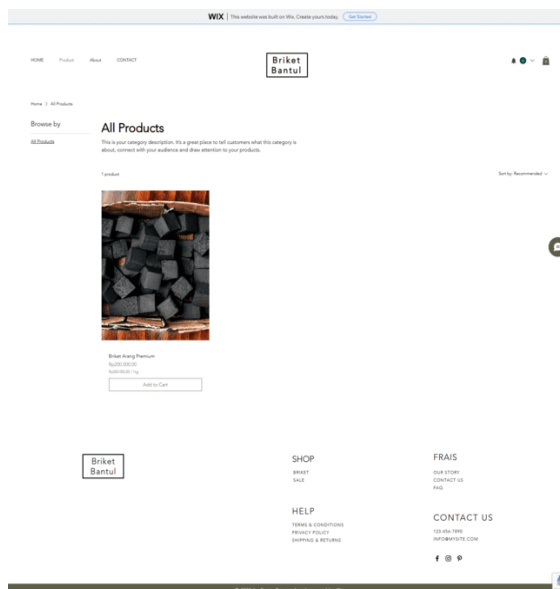 WIX | This website was built on Wix. Create yours today. Get Started
HOME Product About CONTACT
Briket
Bantul
Home > All Products
Browse by
All Products
All Products
This is your category description. It's a great place to tell customers what this category is
about, connect with your audience and draw attention to your products.
1 product
Sort by: Recommended
Briket Arang Premium
Add to Cart
Briket
Bantul
SHOP
BRIKET
SALE
HELP
TERMS & CONDITIONS
PRIVACY POLICY
SHIPPING & RETURNS
FRAIS
OUR STORY
CONTACT US
FAQ
CONTACT US
123-456-7890
INFO@MYSITE.COM